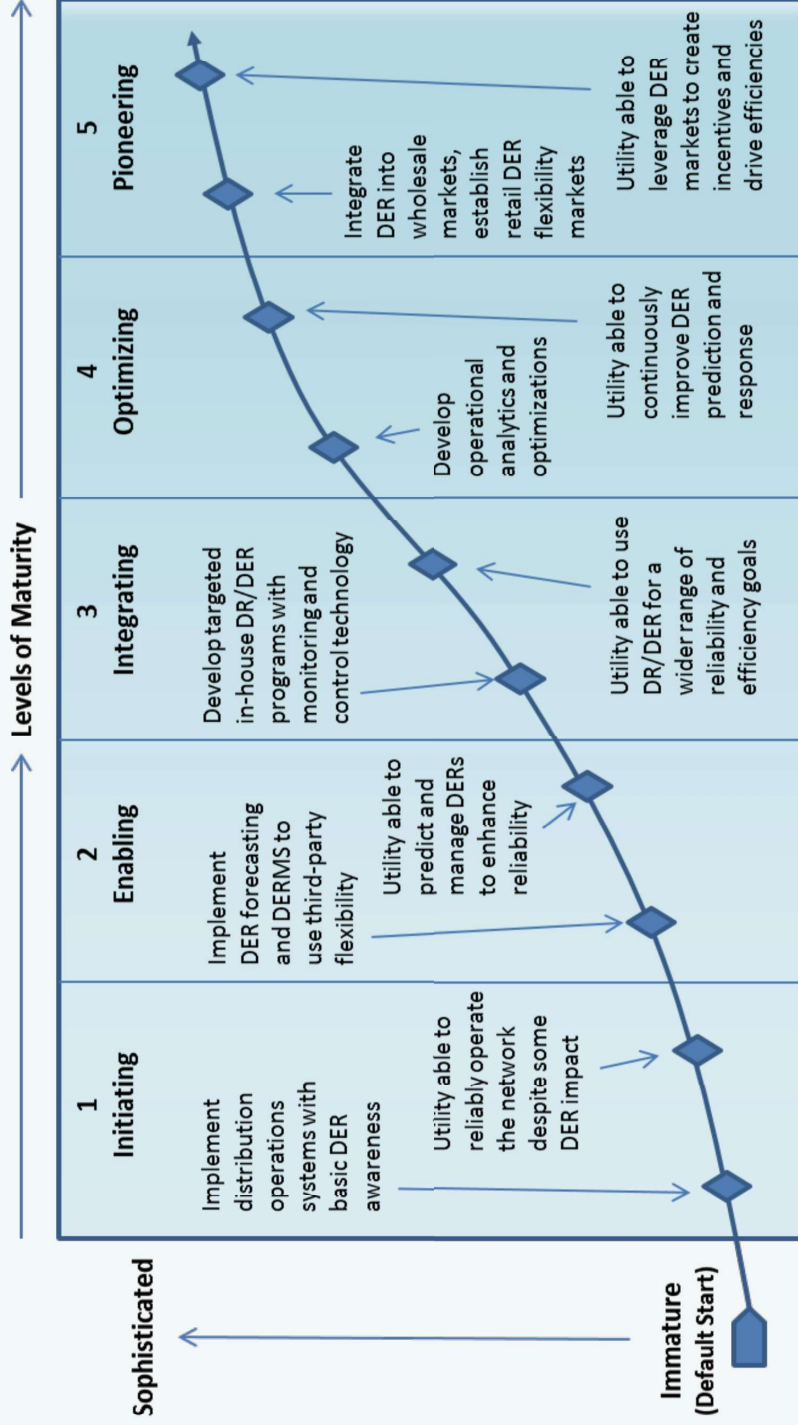 Levels of Maturity
Sophisticated
Immature
(Default Start)
1
Initiating
Implement
distribution
operations
systems with
basic DER
awareness
Utility able to
reliably operate
the network
despite some
DER impact
2
Enabling
Implement
DER forecasting
and DERMS to
use third-party
flexibility
Utility able to
predict and
manage DERs
to enhance
reliability
3
Integrating
Develop targeted
in-house DR/DER
programs with
monitoring and
control technology
Utility able to use
DR/DER for a
wider range of
reliability and
efficiency goals
4
Optimizing
Develop
operational
analytics and
optimizations
Utility able to
continuously
improve DER
prediction and
response
5
Pioneering
Integrate
DER into
wholesale
markets,
establish
retail DER
flexibility
markets
Utility able to
leverage DER
markets to create
incentives and
drive efficiencies